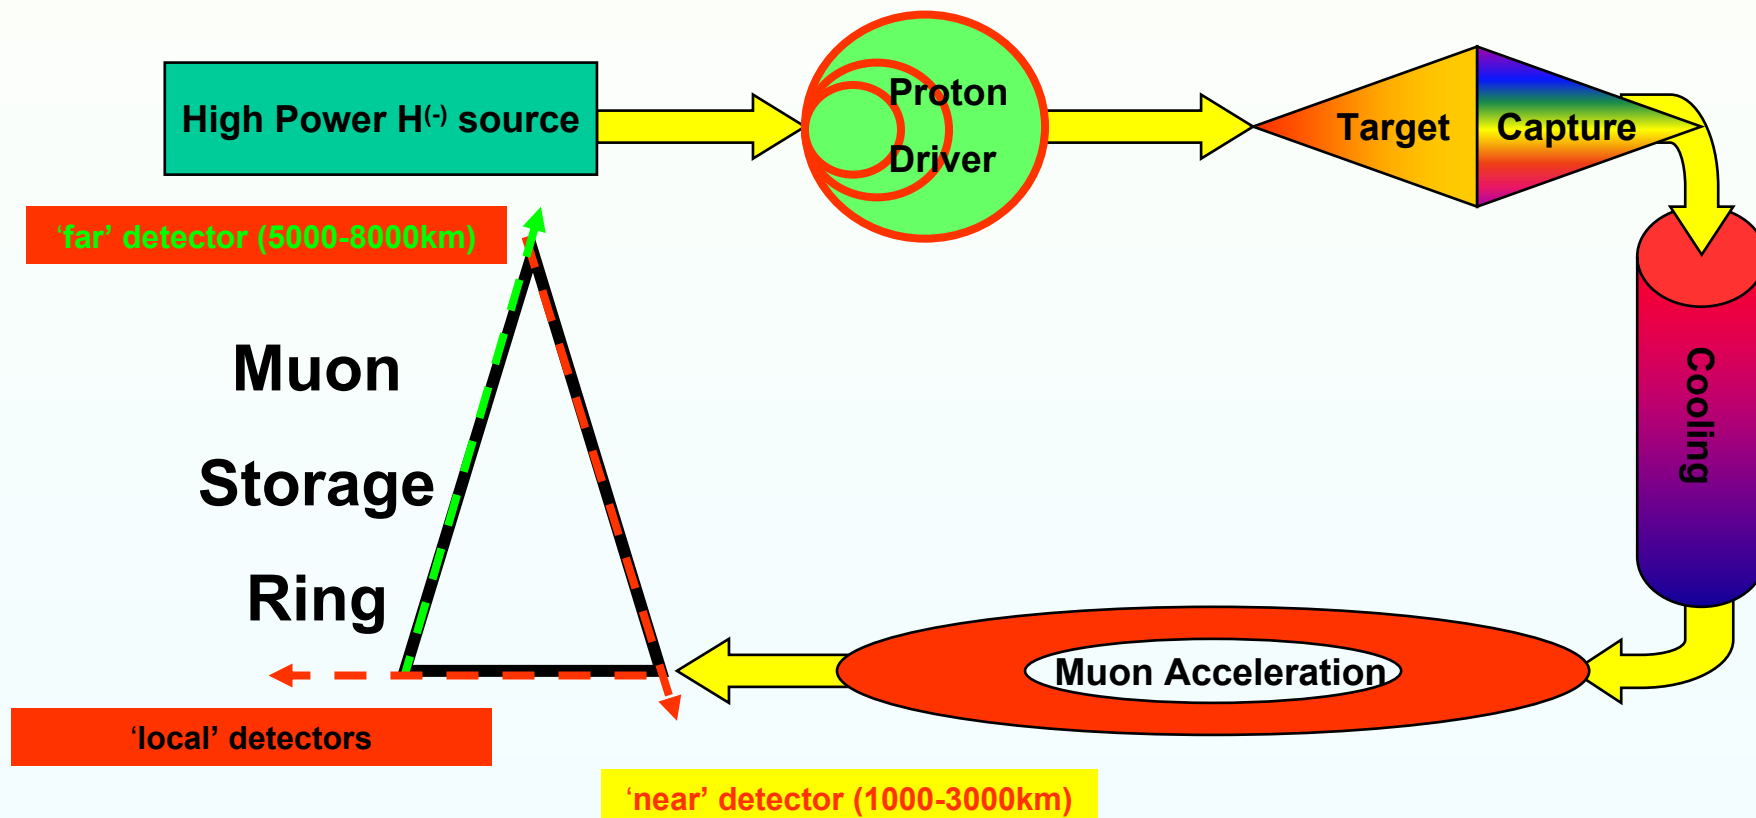 High Power H(-) source
Proton
Driver
Target
Capture
'far' detector (5000-8000km)
Muon
Storage
Ring
Cooling
Muon Acceleration
'local' detectors
'near' detector (1000-3000km)